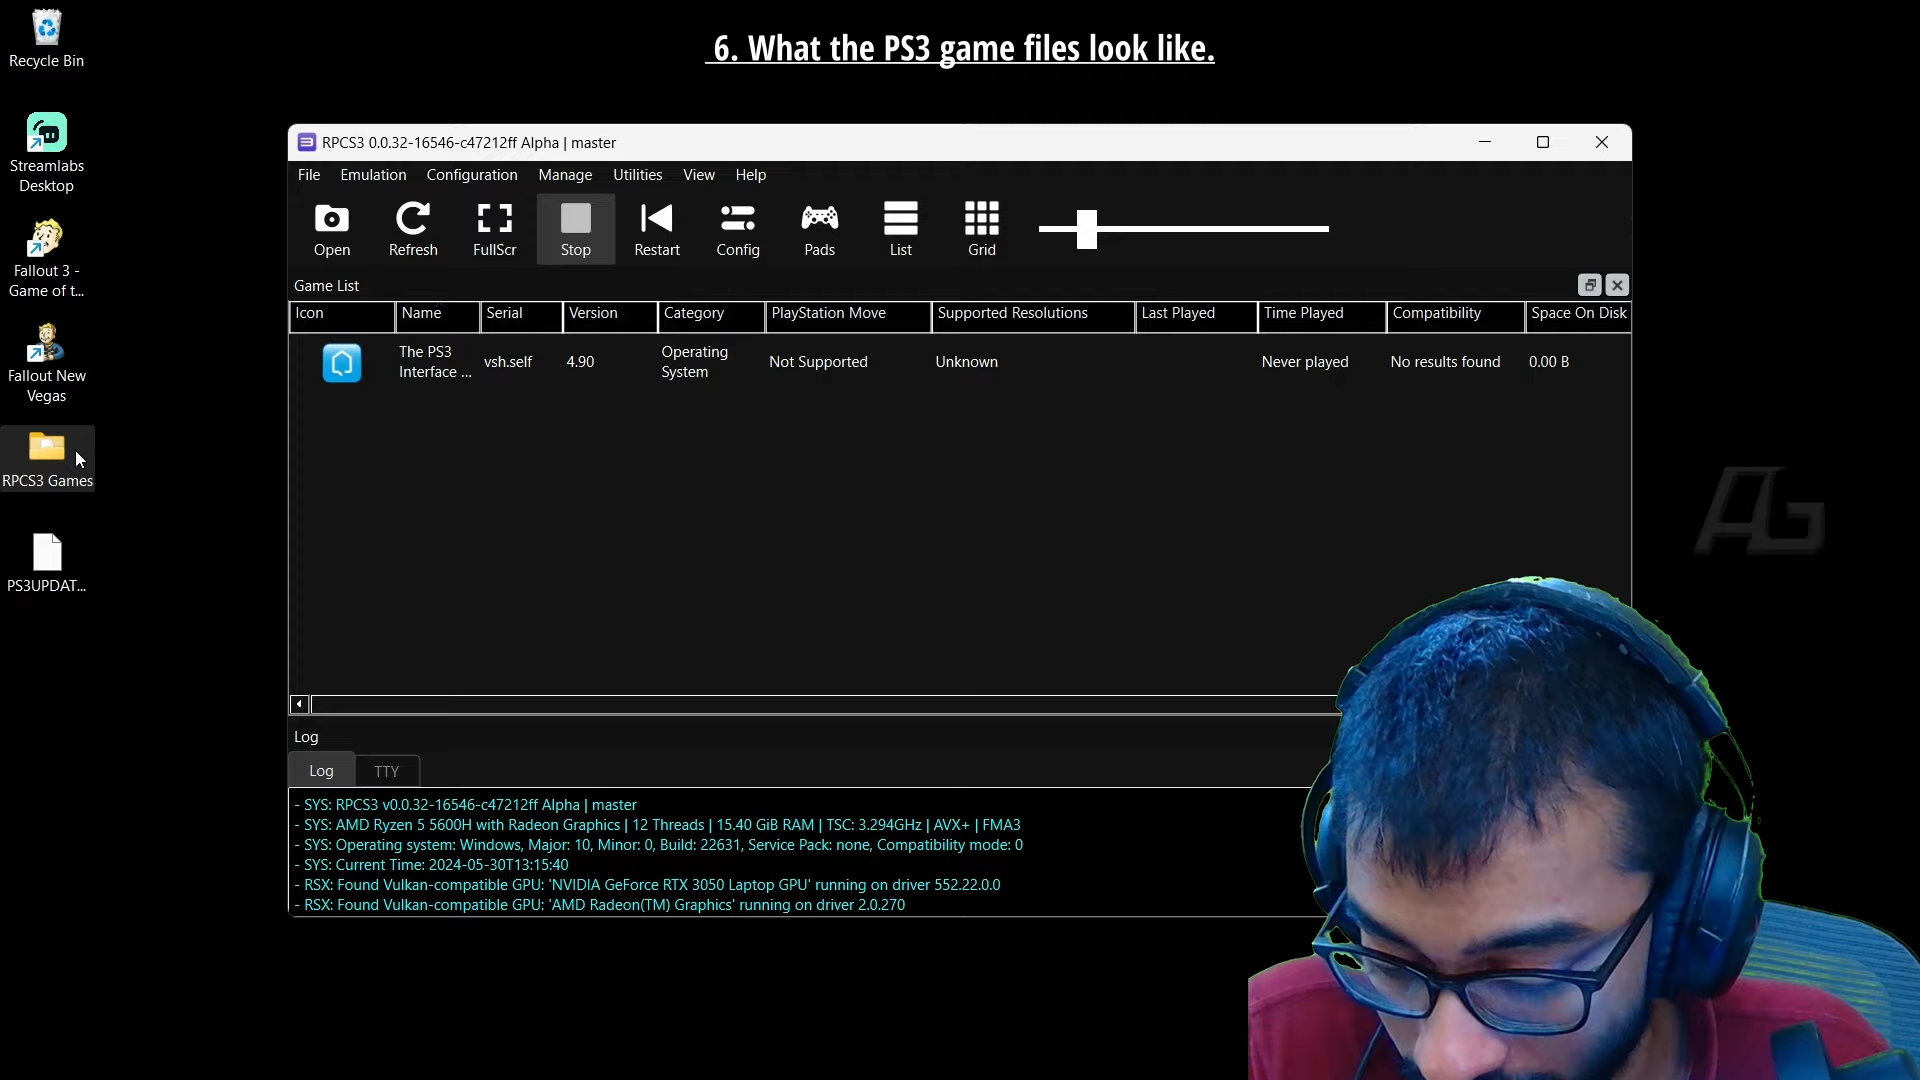 6. What the PS3 game files look like.
Recycle Bin
Streamlabs
Desktop
Fallout 3 -
Game of t...
Fallout New
Vegas
RPCS3 Games
PS3UPDAT...
RPCS3 0.0.32-16546-c47212ff Alpha | master
File Emulation Configuration Manage Utilities View Help
Open Refresh FullScr Stop Restart Config Pads List Grid
Game List
Icon Name Serial Version Category PlayStation Move Supported Resolutions Last Played Time Played Compatibility Space On Disk
The PS3
Interface ...
vsh.self 4.90
Operating
System
Not Supported Unknown Never played No results found 0.00 B
Log
Log TTY
- SYS: RPCS3 v0.0.32-16546-c47212ff Alpha | master
- SYS: AMD Ryzen 5 5600H with Radeon Graphics | 12 Threads | 15.40 GiB RAM | TSC: 3.294GHz | AVX+ | FMA3
- SYS: Operating system: Windows, Major: 10, Minor: 0, Build: 22631, Service Pack: none, Compatibility mode: 0
- SYS: Current Time: 2024-05-30T13:15:40
- RSX: Found Vulkan-compatible GPU: 'NVIDIA GeForce RTX 3050 Laptop GPU' running on driver 552.22.0.0
- RSX: Found Vulkan-compatible GPU: 'AMD Radeon(TM) Graphics' running on driver 2.0.270
AG